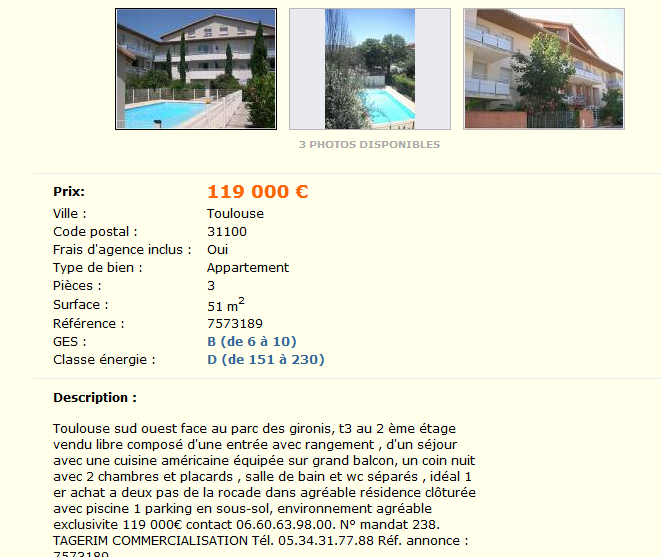 3 PHOTOS DISPONIBLES
Prix: 119 000 €
Ville : Toulouse
Code postal : 31100
Frais d'agence inclus : Oui
Type de bien : Appartement
Pièces : 3
Surface : 51 m²
Référence : 7573189
GES : B (de 6 à 10)
Classe énergie : D (de 151 à 230)
Description :
Toulouse sud ouest face au parc des gironis, t3 au 2 ème étage
vendu libre composé d'une entrée avec rangement , d'un séjour
avec une cuisine américaine équipée sur grand balcon, un coin nuit
avec 2 chambres et placards , salle de bain et wc séparés , idéal 1
er achat a deux pas de la rocade dans agréable résidence clôturée
avec piscine 1 parking en sous-sol, environnement agréable
exclusivite 119 000€ contact 06.60.63.98.00. N° mandat 238.
TAGERIM COMMERCIALISATION Tél. 05.34.31.77.88 Réf. annonce :
7573189